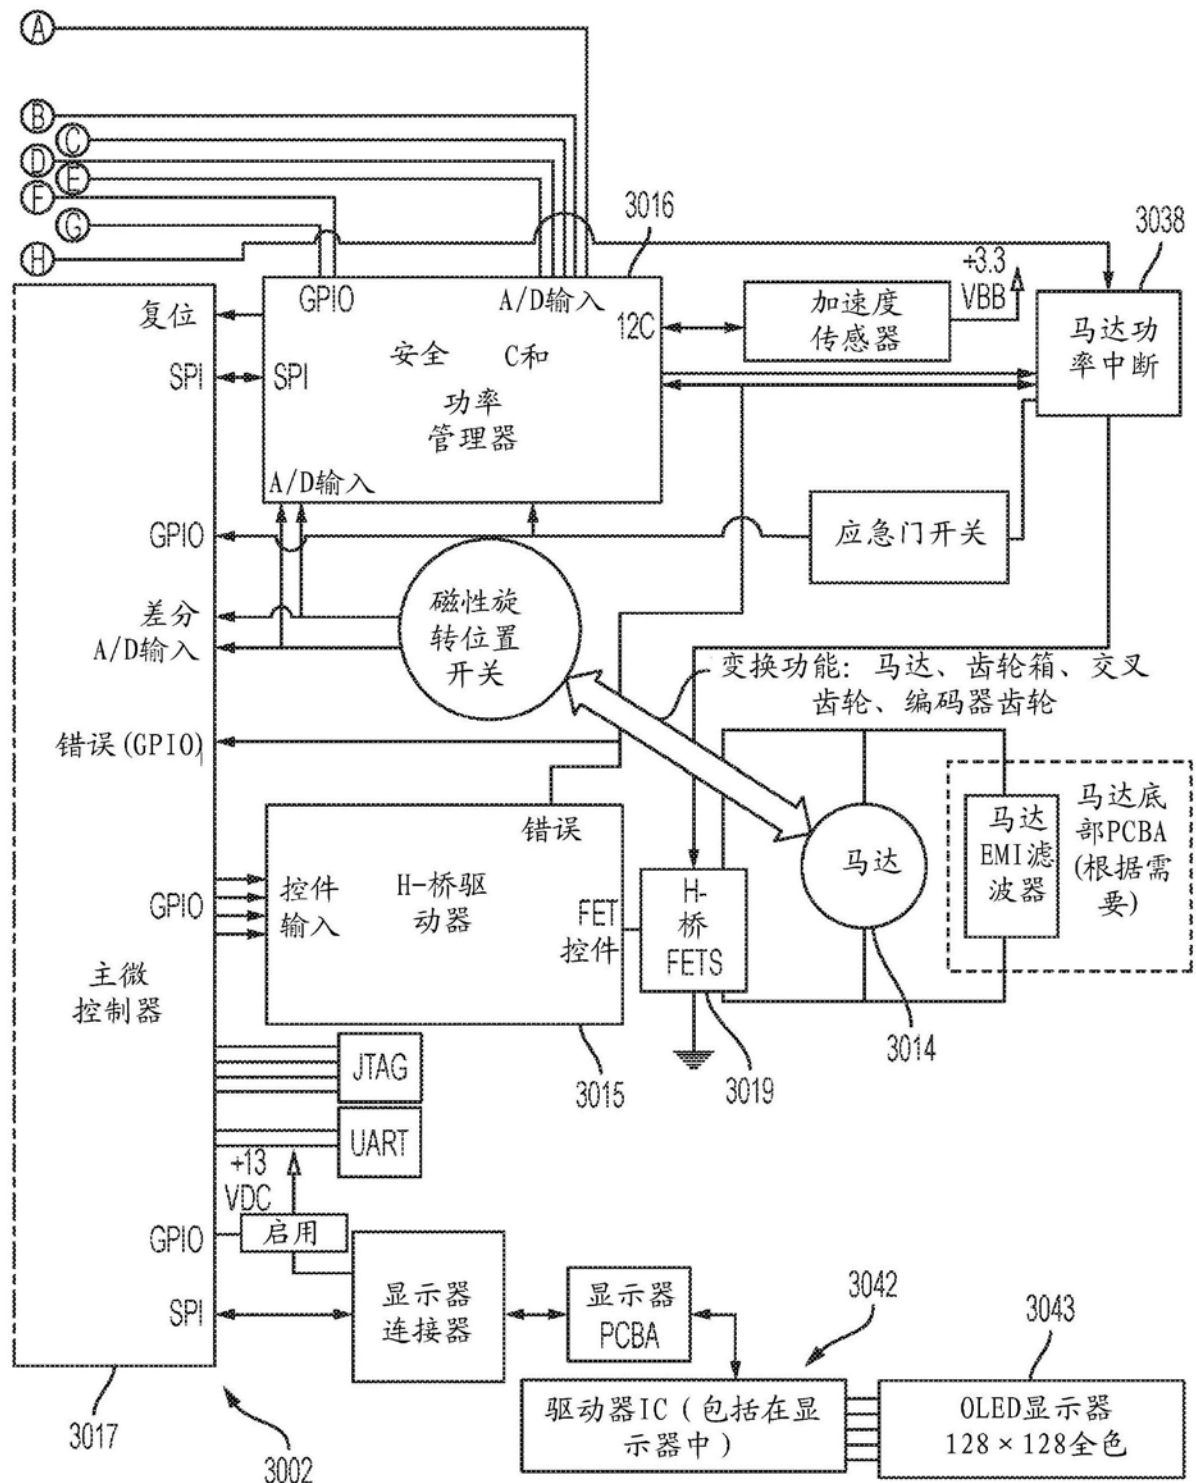 A
B
C
D
E
F
G
H
3016
3038
+3.3
VBB
GPIO
A/D输入
12C
加速度
传感器
马达功
率中断
复位
SPI
SPI
安全 C和
功率
管理器
A/D输入
GPIO
应急门开关
差分
A/D输入
磁性旋
转位置
开关
变换功能: 马达、齿轮箱、交叉
齿轮、编码器齿轮
错误(GPIO)
错误
GPIO
控件
输入
H-桥驱
动器
FET
控件
H-
桥
FETS
马达
马达
EMI滤
波器
马达底
部PCBA
(根据需
要)
主微
控制器
3015
3019
3014
JTAG
UART
+13
VDC
GPIO
启用
SPI
显示器
连接器
显示器
PCBA
3042
3043
驱动器IC (包括在显
示器中)
OLED显示器
128×128全色
3017
3002